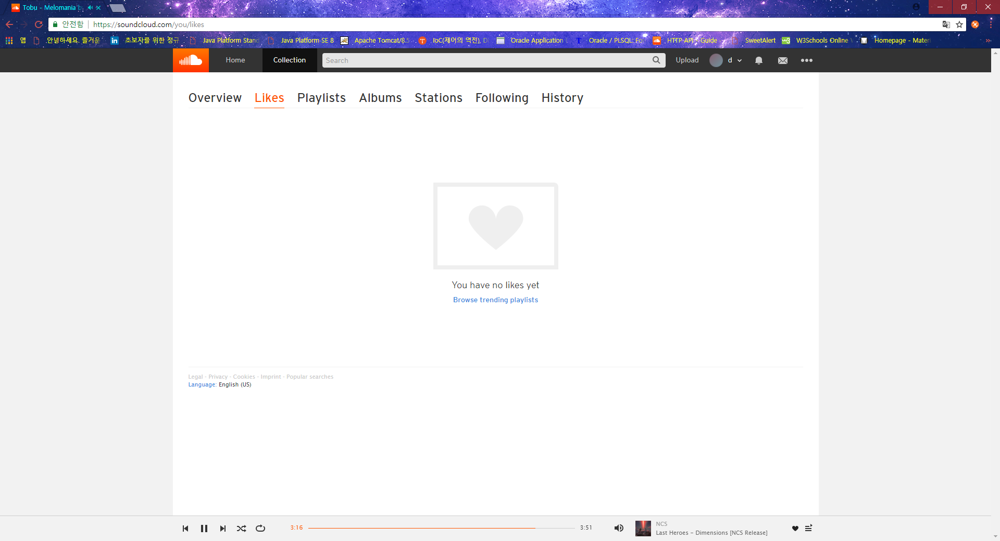 Tobu - Melomania b
안전함 https://soundcloud.com/you/likes
앱 안녕하세요. 즐거운 초보자를 위한 정규 Java Platform Stand Java Platform SE 8 Apache Tomcat/8.5 IoC(제어의 역전), D Oracle Application Oracle / PLSQL: HTTP API - Guide - SweetAlert W3Schools Online Homepage - Materi
Home Collection Search Upload d
Overview Likes Playlists Albums Stations Following History
You have no likes yet
Browse trending playlists
Legal - Privacy - Cookies - Imprint - Popular searches
Language: English (US)
3:16 3:51
NCS
Last Heroes - Dimensions [NCS Release]